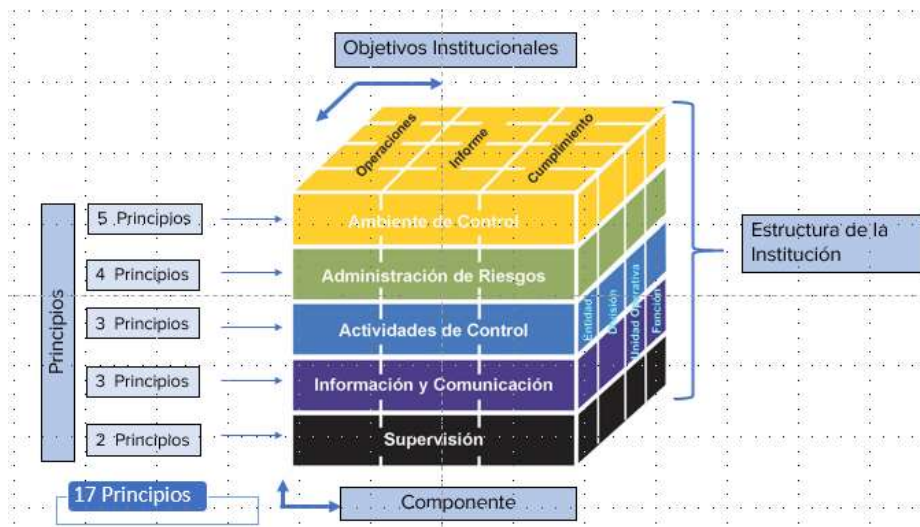 Objetivos Institucionales
Operaciones
Informe
Cumplimiento
Principios
5 Principios
4 Principios
3 Principios
3 Principios
2 Principios
17 Principios
Ambiente de Control
Administración de Riesgos
Actividades de Control
Información y Comunicación
Supervisión
Entidad
División
Unidad Operativa
Función
Estructura de la
Institución
Componente